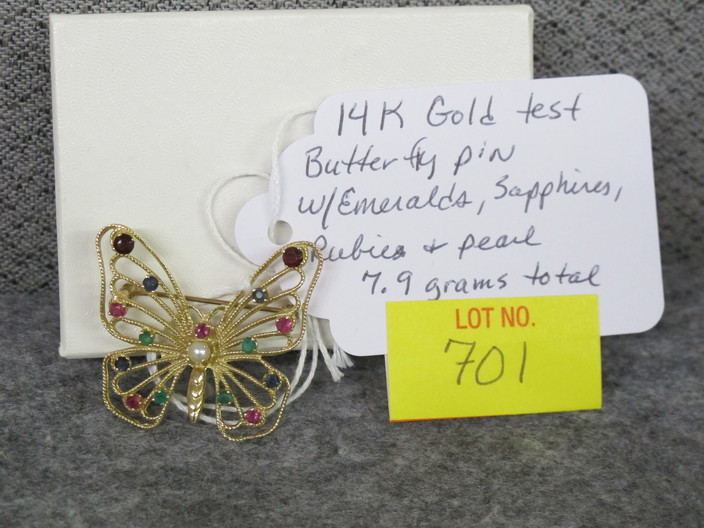 14K Gold test
Butterfly pin
w/Emeralds, Sapphires,
Rubies + pearl
7.9 grams total
LOT NO.
701